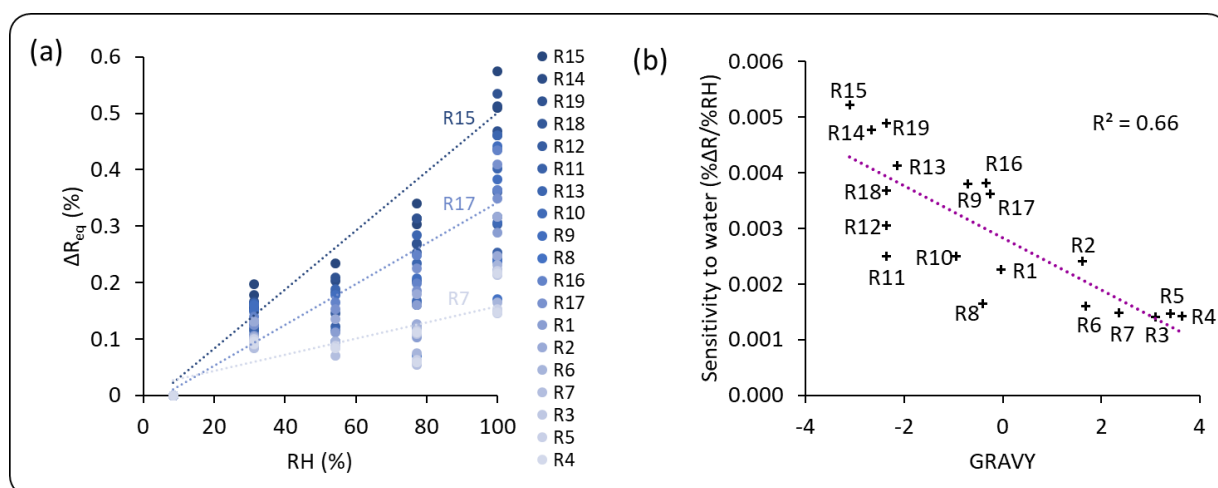 (a)
ΔReq (%)
0.6
0.5
0.4
0.3
0.2
0.1
0
0 20 40 60 80 100
RH (%)
R15
R17
R7
R15
R14
R19
R18
R12
R11
R13
R10
R9
R8
R16
R17
R1
R2
R6
R7
R3
R5
R4
(b)
Sensitivity to water (%ΔR/%RH)
0.006
0.005
0.004
0.003
0.002
0.001
0.000
-4 -2 0 2 4
GRAVY
R² = 0.66
R15
R14 R19
R13 R16
R18 R9 R17
R12
R11 R10 R1 R2
R8 R6 R7 R3 R5 R4